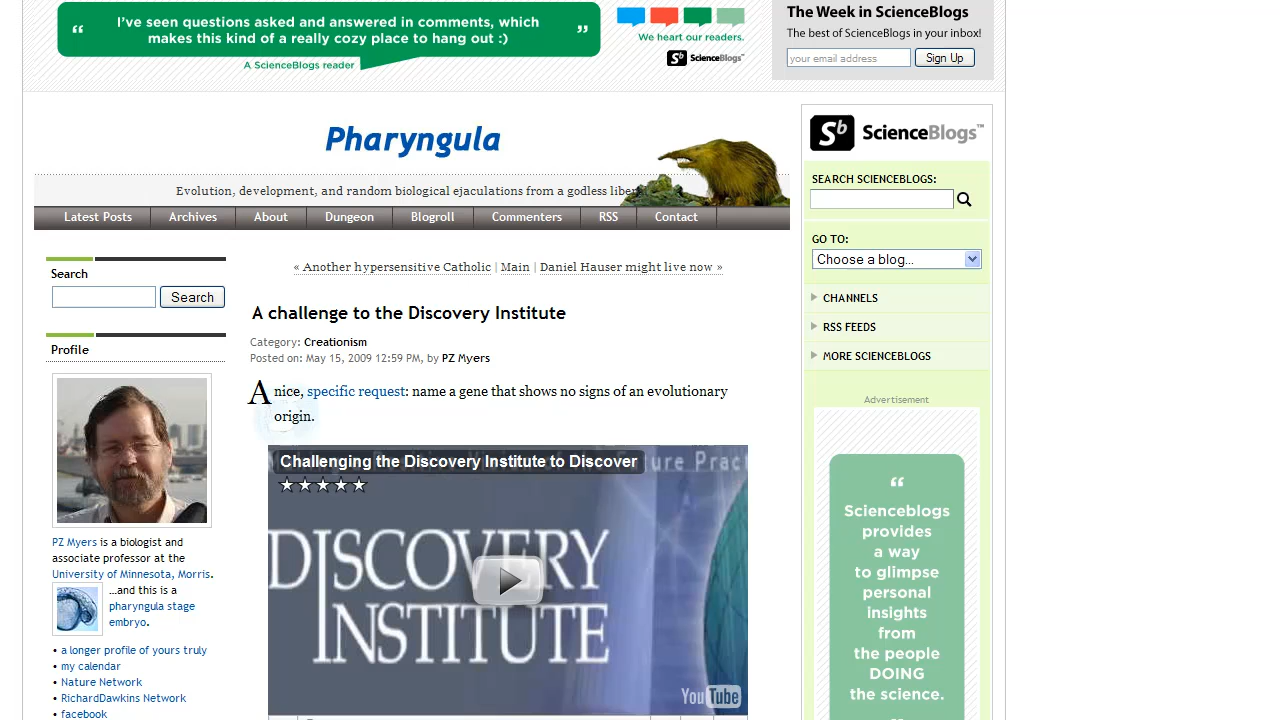 “ I've seen questions asked and answered in comments, which
makes this kind of a really cozy place to hang out :) ”
A ScienceBlogs reader
We heart our readers.
Sb ScienceBlogs™
The Week in ScienceBlogs
The best of ScienceBlogs in your inbox!
your email address
Sign Up
Pharyngula
Evolution, development, and random biological ejaculations from a godless liber
Latest Posts
Archives
About
Dungeon
Blogroll
Commenters
RSS
Contact
Search
Search
Profile
PZ Myers is a biologist and
associate professor at the
University of Minnesota, Morris.
...and this is a
pharyngula stage
embryo.
• a longer profile of yours truly
• my calendar
• Nature Network
• RichardDawkins Network
• facebook
« Another hypersensitive Catholic | Main | Daniel Hauser might live now »
A challenge to the Discovery Institute
Category: Creationism
Posted on: May 15, 2009 12:59 PM, by PZ Myers
A nice, specific request: name a gene that shows no signs of an evolutionary
origin.
Challenging the Discovery Institute to Discover
ture Pract
DISCOVERY
INSTITUTE
YouTube
Sb ScienceBlogs™
SEARCH SCIENCEBLOGS:
GO TO:
Choose a blog...
CHANNELS
RSS FEEDS
MORE SCIENCEBLOGS
Advertisement
“
Scienceblogs
provides
a way
to glimpse
personal
insights
from
the people
DOING
the science.
”